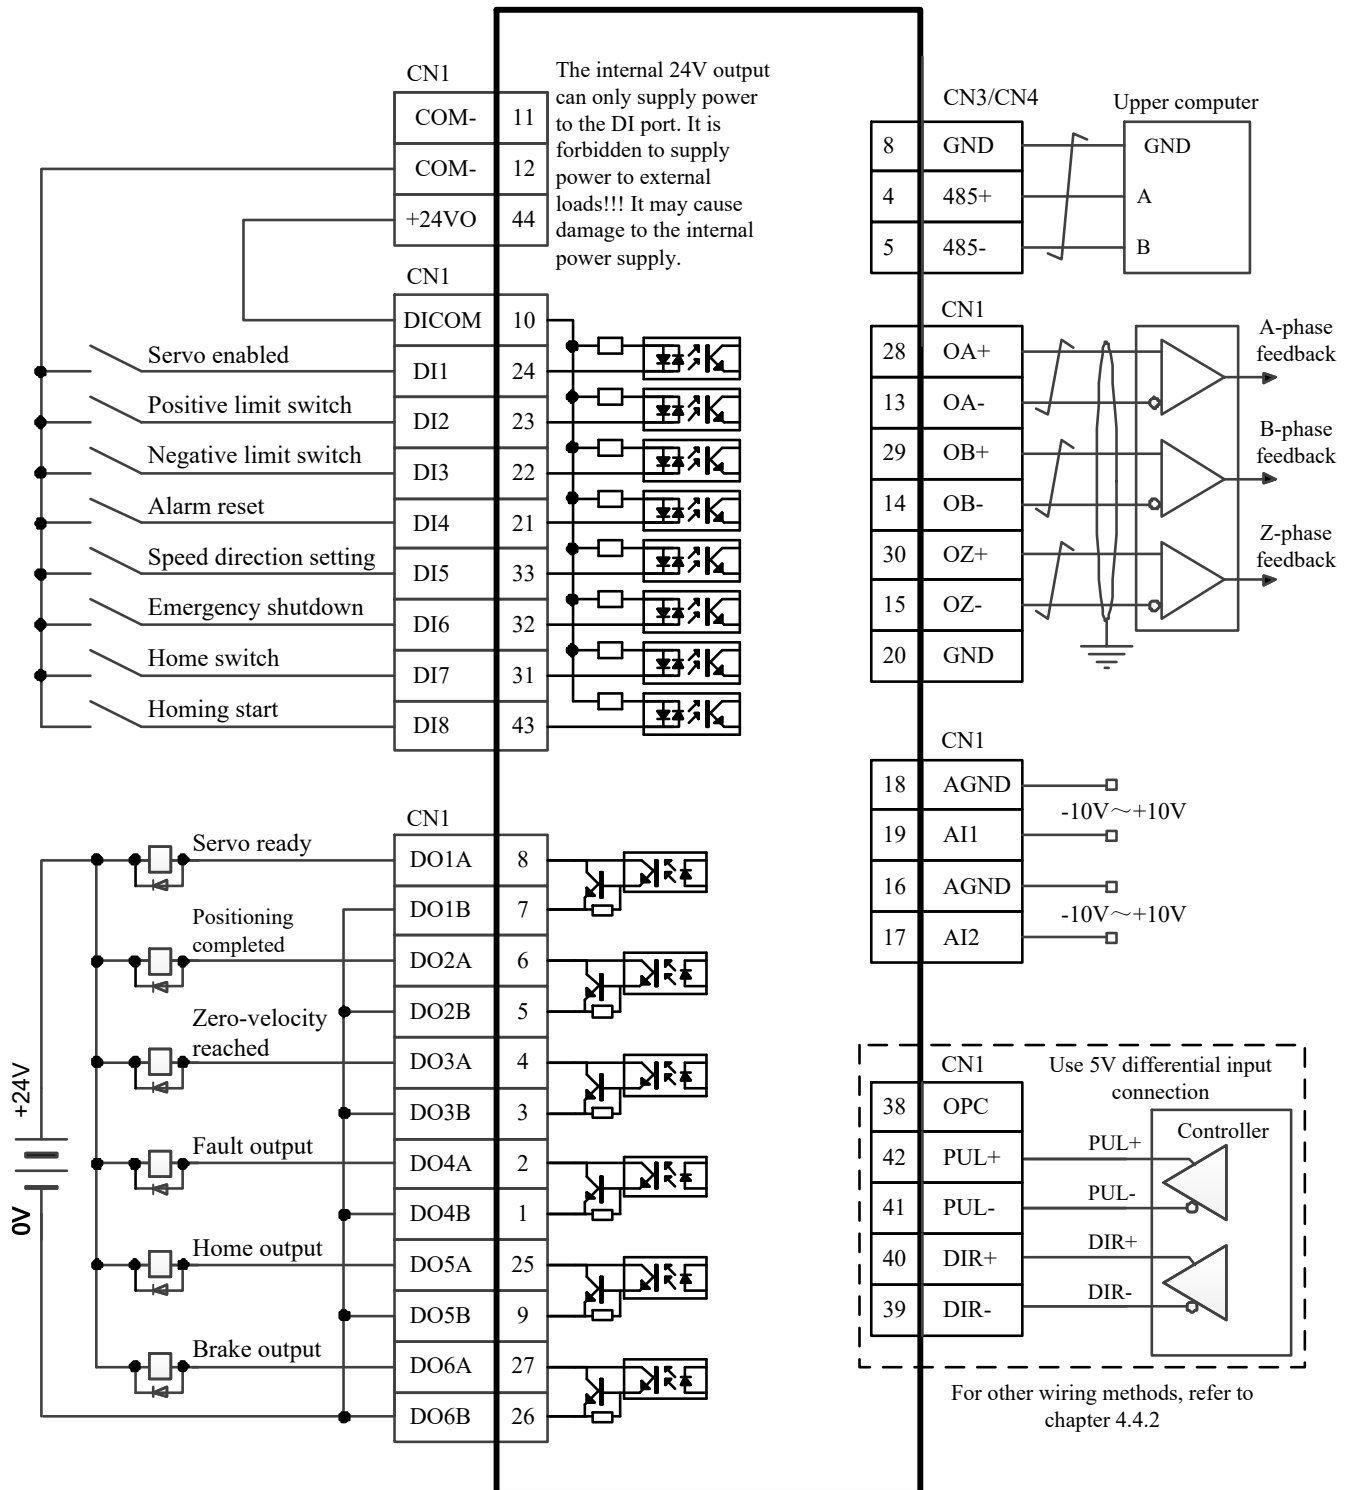 CN1
COM- 11
COM- 12
+24VO 44
The internal 24V output
can only supply power
to the DI port. It is
forbidden to supply
power to external
loads!!! It may cause
damage to the internal
power supply.
CN1
DICOM 10
Servo enabled DI1 24
Positive limit switch DI2 23
Negative limit switch DI3 22
Alarm reset DI4 21
Speed direction setting DI5 33
Emergency shutdown DI6 32
Home switch DI7 31
Homing start DI8 43
CN1
Servo ready DO1A 8
DO1B 7
Positioning
completed
DO2A 6
DO2B 5
Zero-velocity
reached
DO3A 4
DO3B 3
Fault output DO4A 2
DO4B 1
Home output DO5A 25
DO5B 9
Brake output DO6A 27
DO6B 26
+24V
0V
CN3/CN4
Upper computer
8 GND GND
4 485+ A
5 485- B
CN1
28 OA+
13 OA-
29 OB+
14 OB-
30 OZ+
15 OZ-
20 GND
A-phase
feedback
B-phase
feedback
Z-phase
feedback
CN1
18 AGND
-10V～+10V
19 AI1
16 AGND
-10V～+10V
17 AI2
CN1
Use 5V differential input
connection
Controller
38 OPC
42 PUL+ PUL+
41 PUL- PUL-
40 DIR+ DIR+
39 DIR- DIR-
For other wiring methods, refer to
chapter 4.4.2